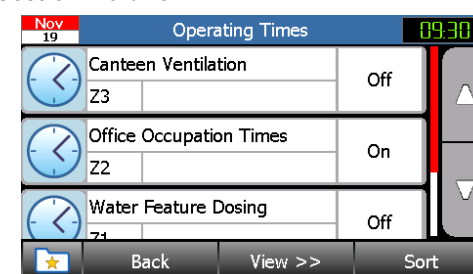 Nov
19
Operating Times
09:30
Canteen Ventilation
Off
Z3
Office Occupation Times
On
Z2
Water Feature Dosing
Off
Z1
Back
View >>
Sort